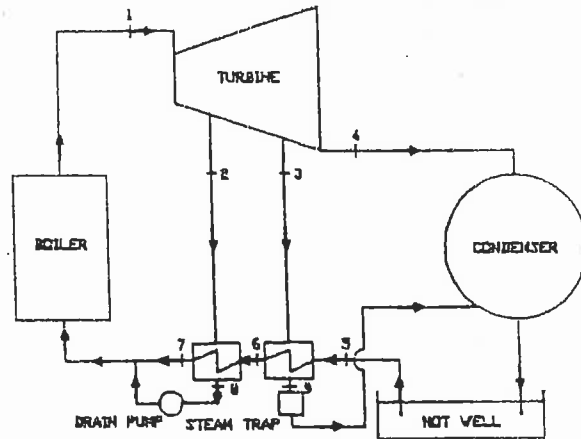 1
TURBINE
4
2
3
BOILER
CONDENSER
7
6
5
8
9
DRAIN PUMP
STEAM TRAP
HOT WELL